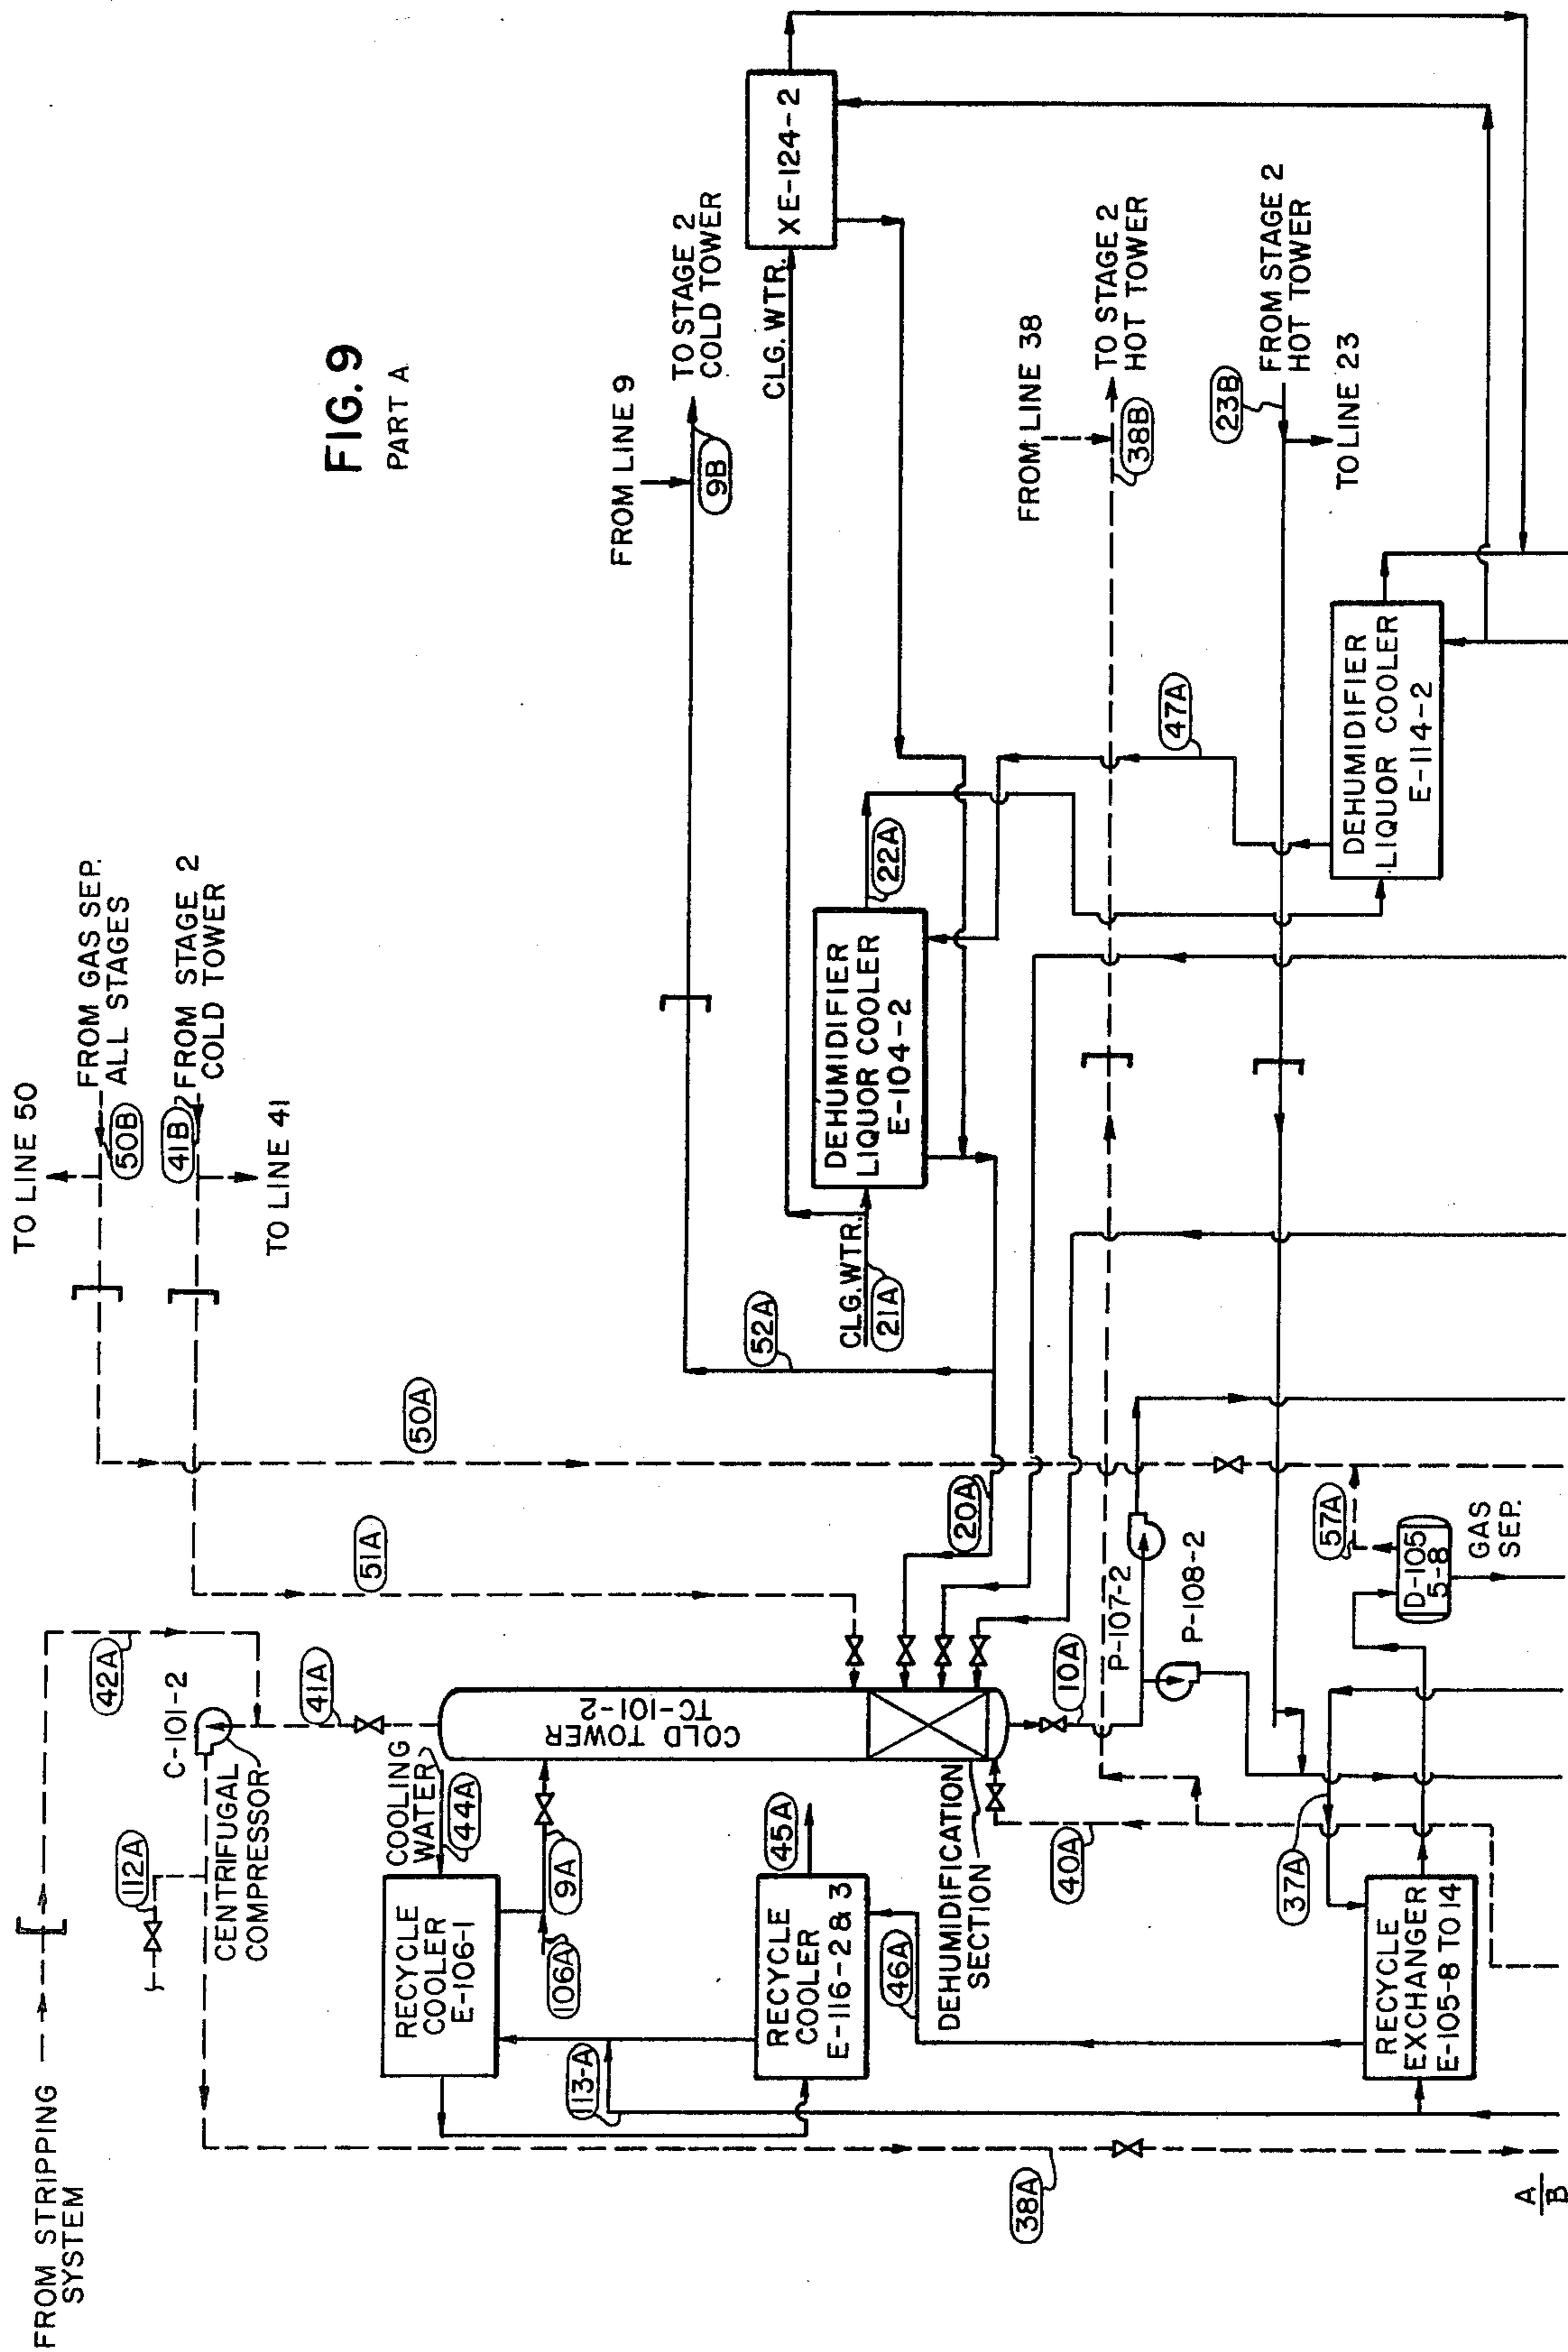 FIG. 9
PART A
FROM STRIPPING
SYSTEM
42A
C-101-2
112A
CENTRIFUGAL
COMPRESSOR
41A
TO LINE 50
FROM GAS SEP.
ALL STAGES
50B
41B
FROM STAGE 2
COLD TOWER
TO LINE 41
51A
50A
COLD TOWER
TC-101-2
COOLING
WATER
44A
RECYCLE
COOLER
E-106-1
9A
106A
113-A
45A
RECYCLE
COOLER
E-116-2 & 3
46A
DEHUMIDIFICATION
SECTION
38A
40A
37A
RECYCLE
EXCHANGER
E-105-8 TO 14
10A
P-107-2
P-108-2
57A
D-105
5-8
GAS
SEP.
20A
52A
CLG. WTR.
21A
DEHUMIDIFIER
LIQUOR COOLER
E-104-2
22A
FROM LINE 9
9B
TO STAGE 2
COLD TOWER
CLG. WTR.
XE-124-2
FROM LINE 38
38B
TO STAGE 2
HOT TOWER
23B
FROM STAGE 2
HOT TOWER
TO LINE 23
47A
DEHUMIDIFIER
LIQUOR COOLER
E-114-2
A
B